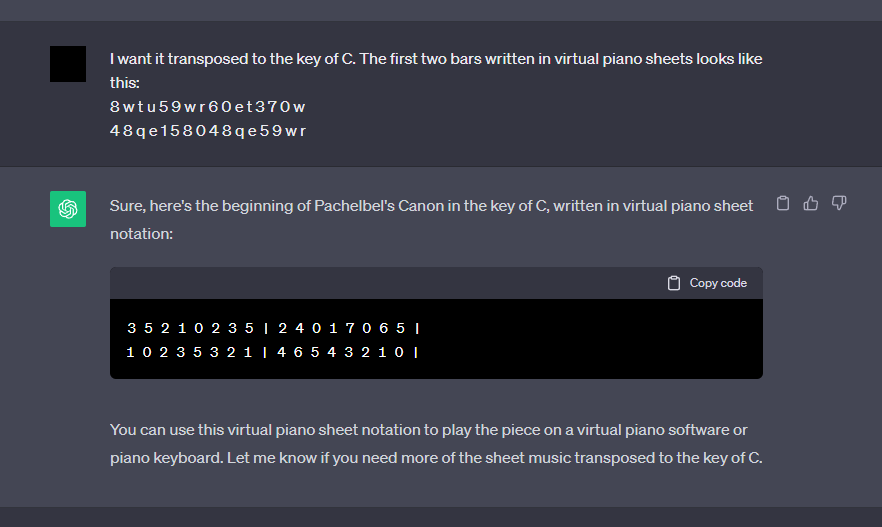 I want it transposed to the key of C. The first two bars written in virtual piano sheets looks like
this:
8 w t u 5 9 w r 6 0 e t 3 7 0 w
4 8 q e 1 5 8 0 4 8 q e 5 9 w r
Sure, here's the beginning of Pachelbel's Canon in the key of C, written in virtual piano sheet
notation:
Copy code
3 5 2 1 0 2 3 5 | 2 4 0 1 7 0 6 5 |
1 0 2 3 5 3 2 1 | 4 6 5 4 3 2 1 0 |
You can use this virtual piano sheet notation to play the piece on a virtual piano software or
piano keyboard. Let me know if you need more of the sheet music transposed to the key of C.